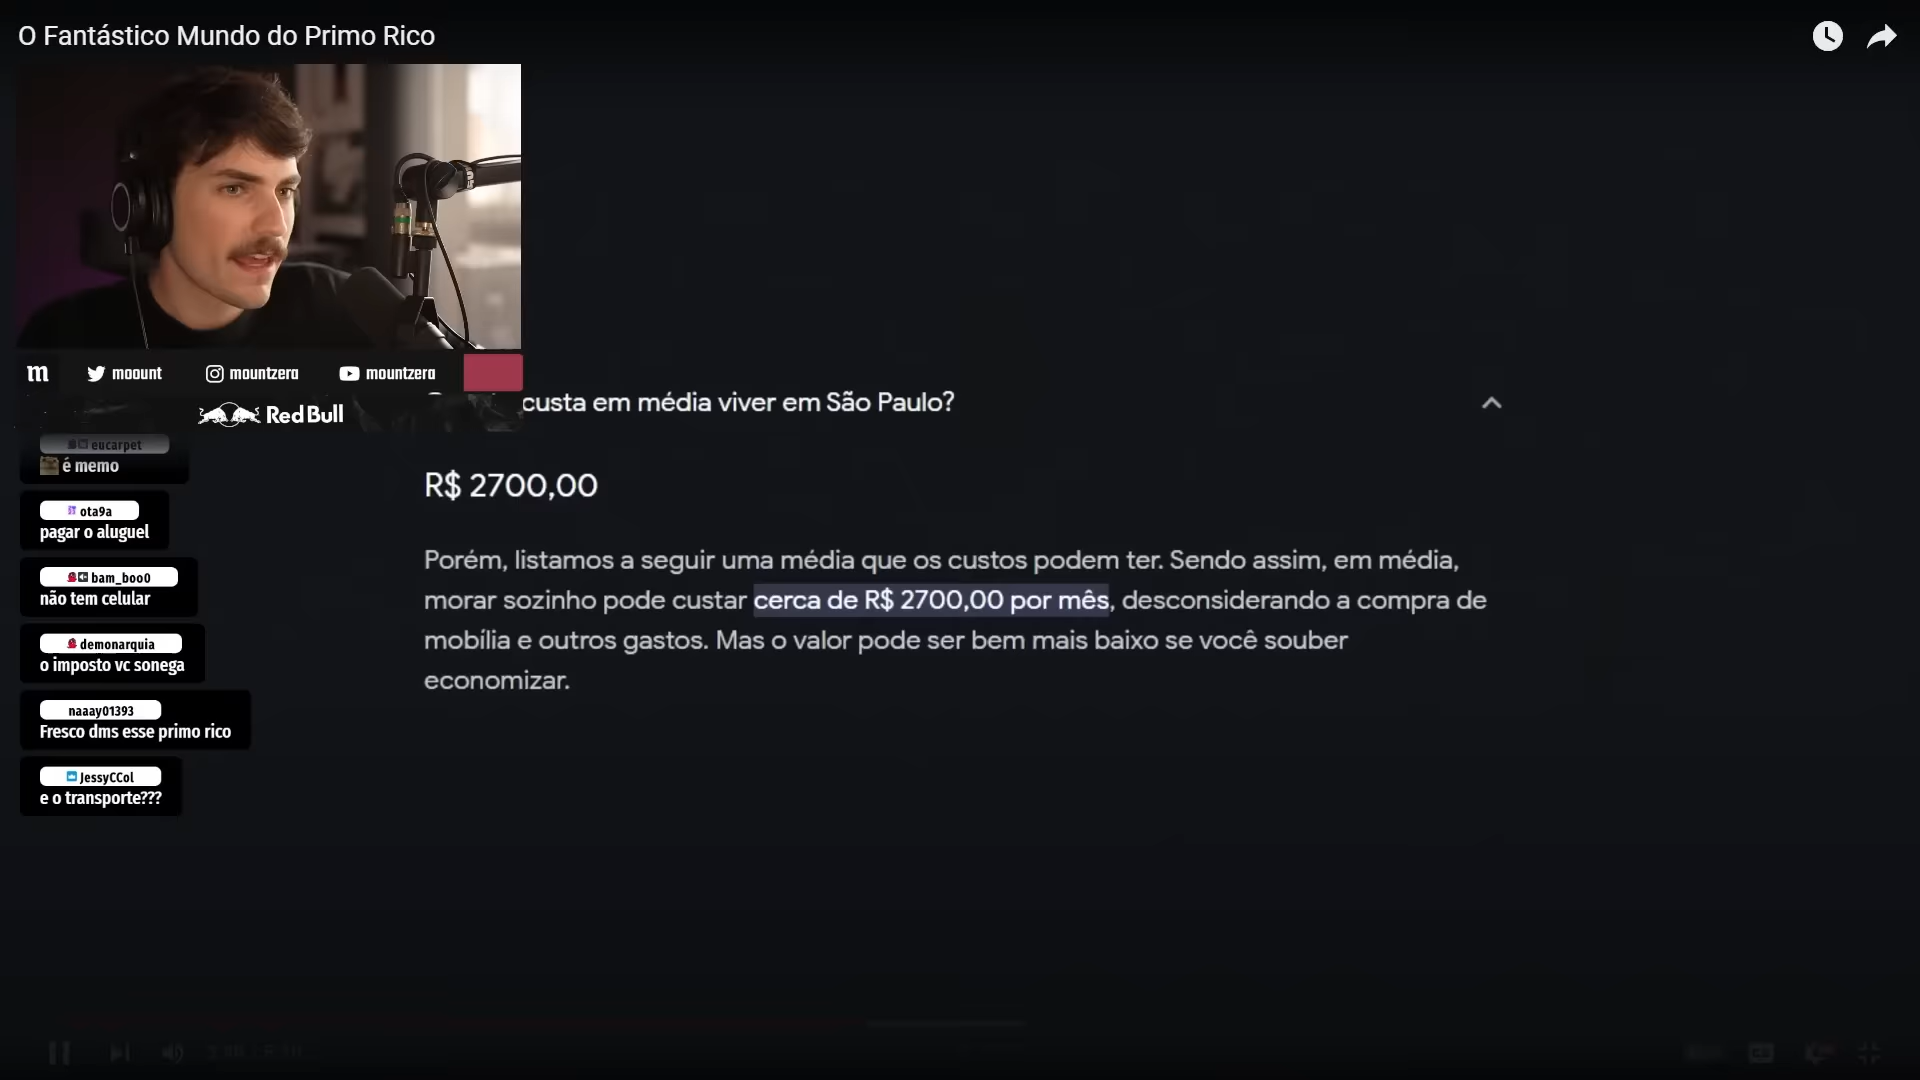 O Fantástico Mundo do Primo Rico
m moount mountzera mountzera
Red Bull
custa em média viver em São Paulo?
R$ 2700,00
Porém, listamos a seguir uma média que os custos podem ter. Sendo assim, em média,
morar sozinho pode custar cerca de R$ 2700,00 por mês, desconsiderando a compra de
mobília e outros gastos. Mas o valor pode ser bem mais baixo se você souber
economizar.
eucarpet
é memo
ota9a
pagar o aluguel
bam_boo0
não tem celular
demonarquia
o imposto vc sonega
naaay01393
Fresco dms esse primo rico
JessyCCol
e o transporte???